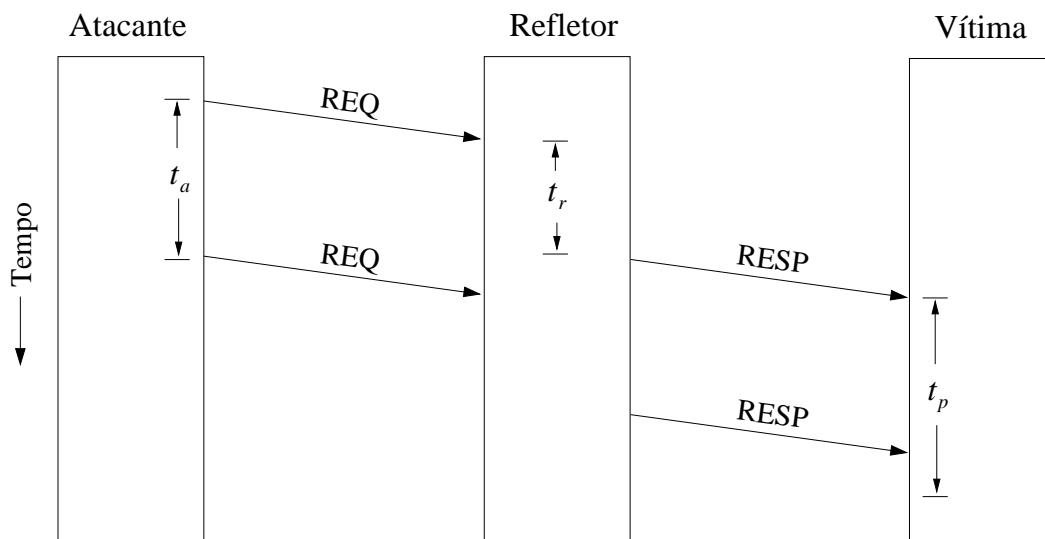 Atacante
Refletor
Vítima
REQ
t_a
t_r
REQ
RESP
Tempo
RESP
t_p